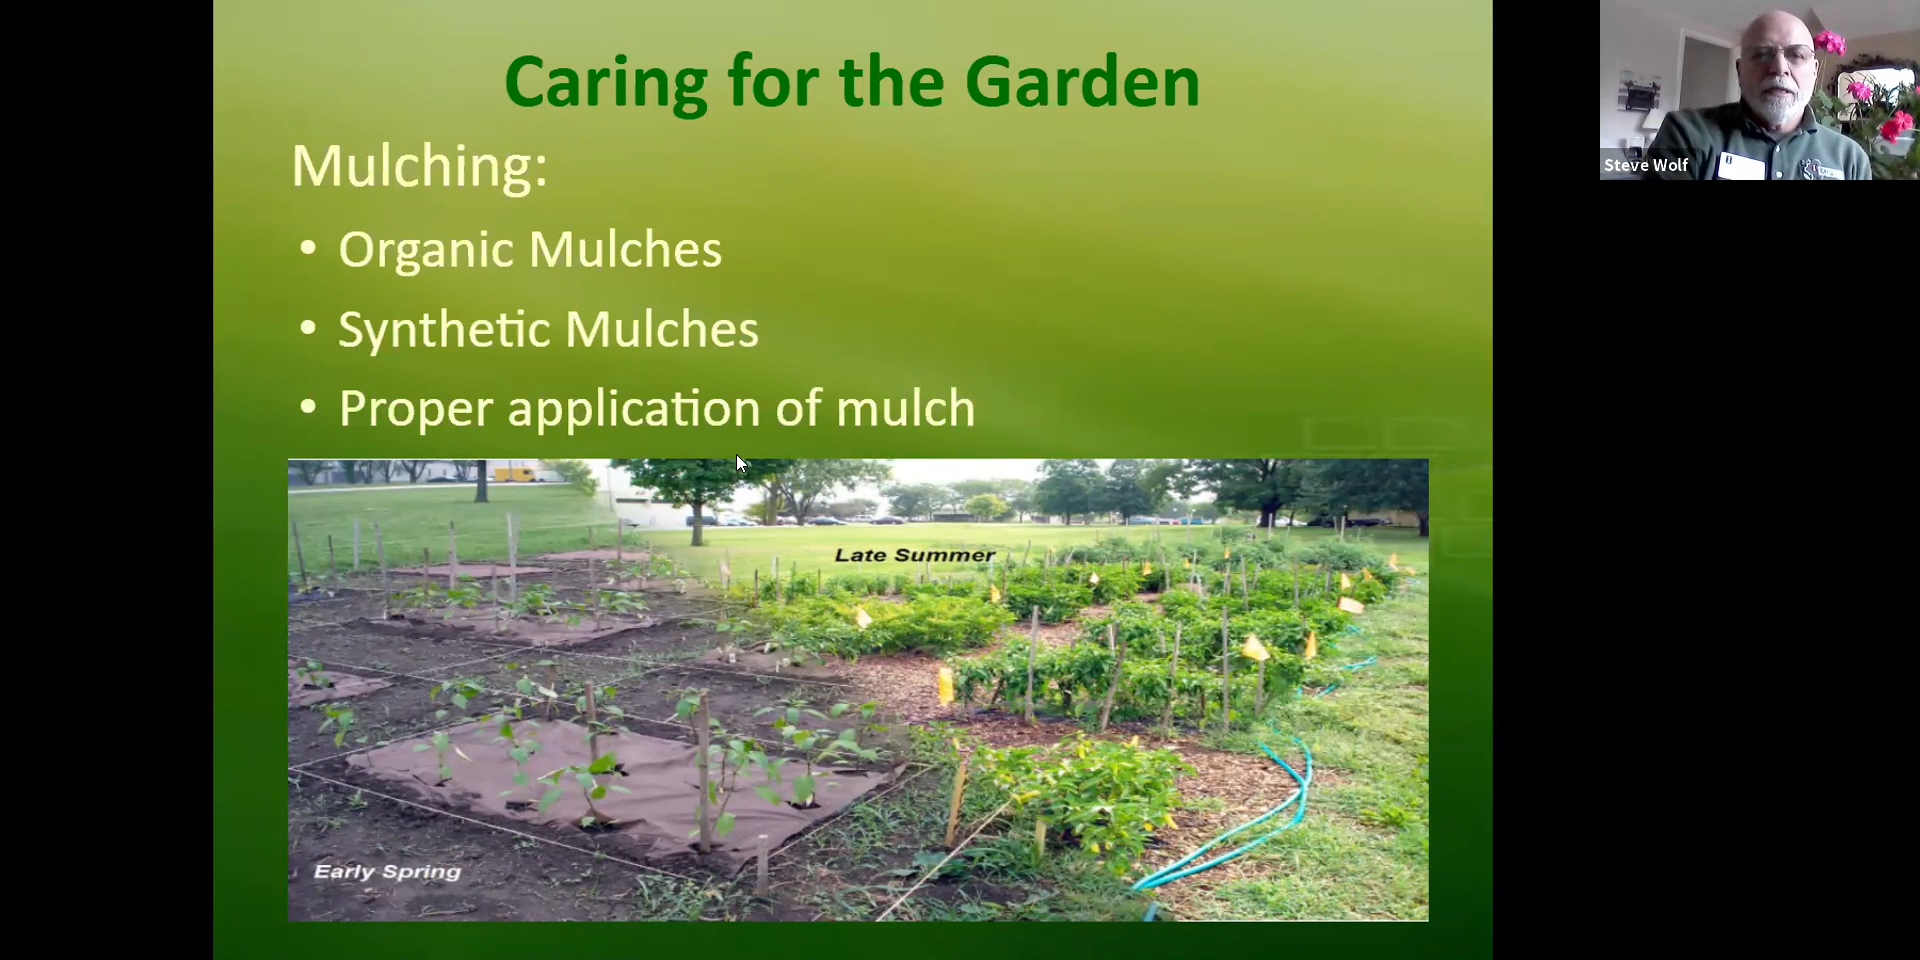 Caring for the Garden
Mulching:
• Organic Mulches
• Synthetic Mulches
• Proper application of mulch
Late Summer
Early Spring
Steve Wolf